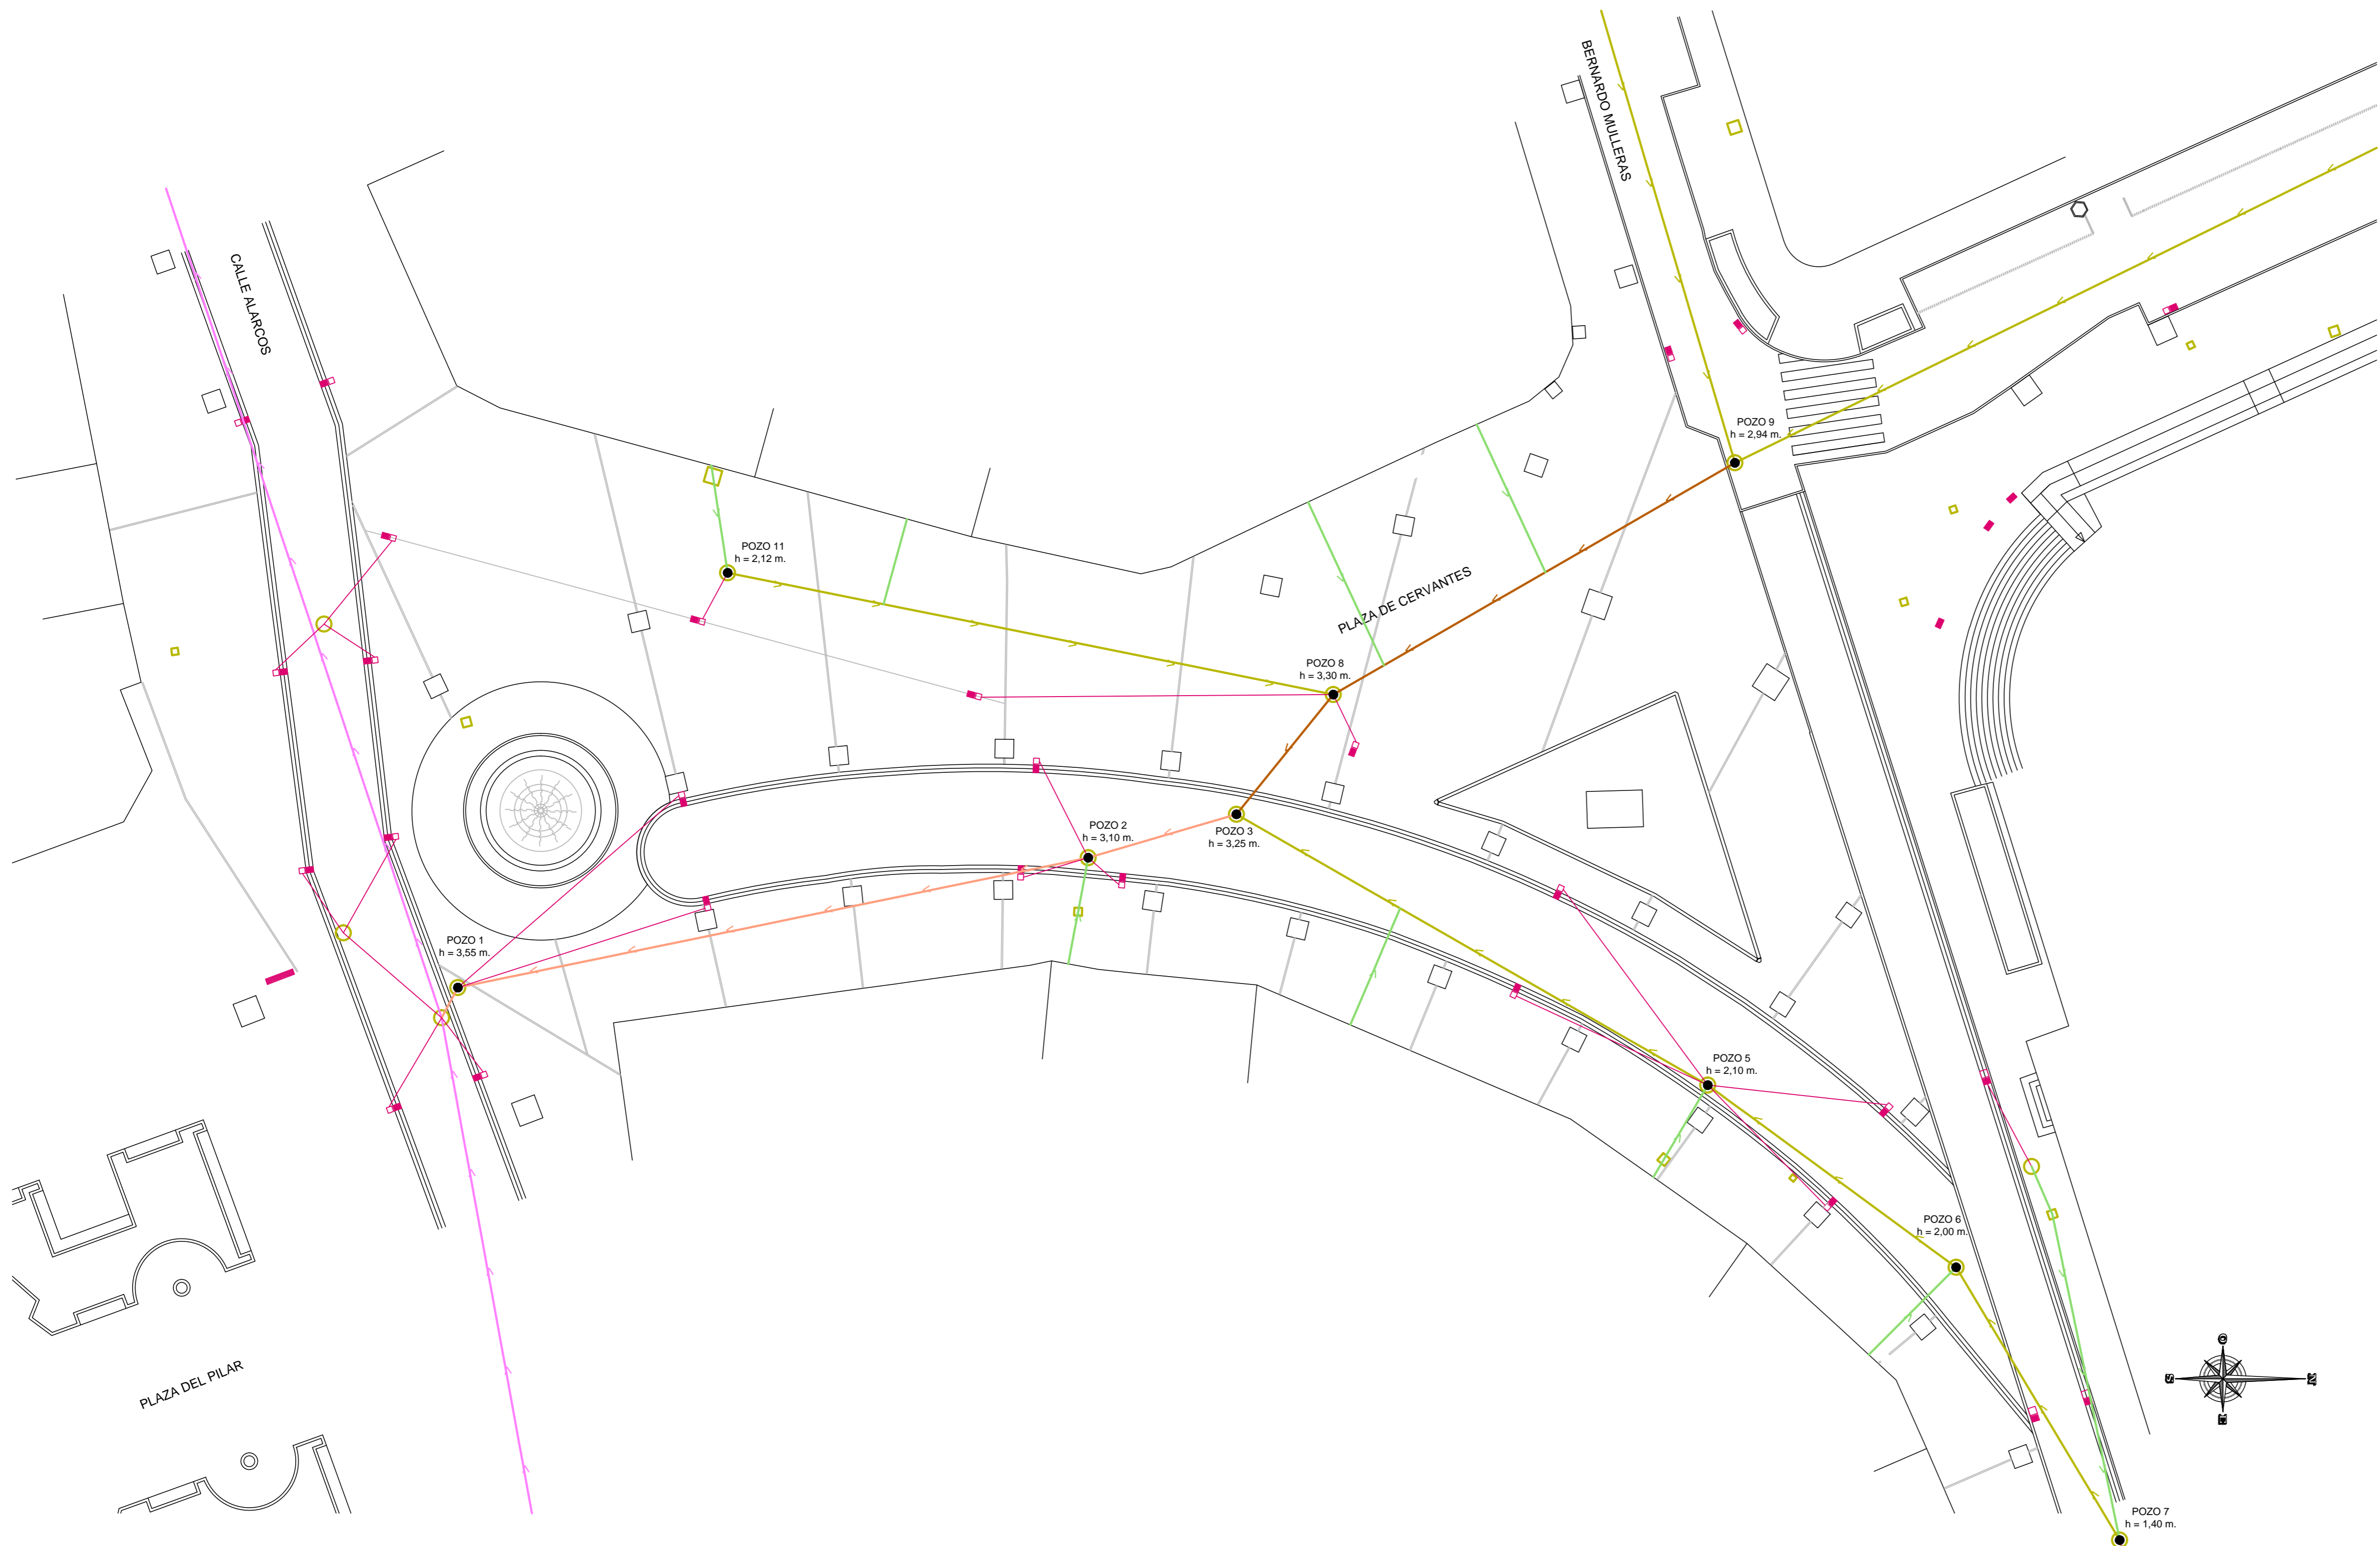 BERNARDO MULLERAS
CALLE ALARCOS
POZO 9
h = 2,94 m.
POZO 11
h = 2,12 m.
PLAZA DE CERVANTES
POZO 8
h = 3,30 m.
POZO 2
h = 3,10 m.
POZO 3
h = 3,25 m.
POZO 1
h = 3,55 m.
POZO 5
h = 2,10 m.
POZO 6
h = 2,00 m.
PLAZA DEL PILAR
O
S
N
E
POZO 7
h = 1,40 m.